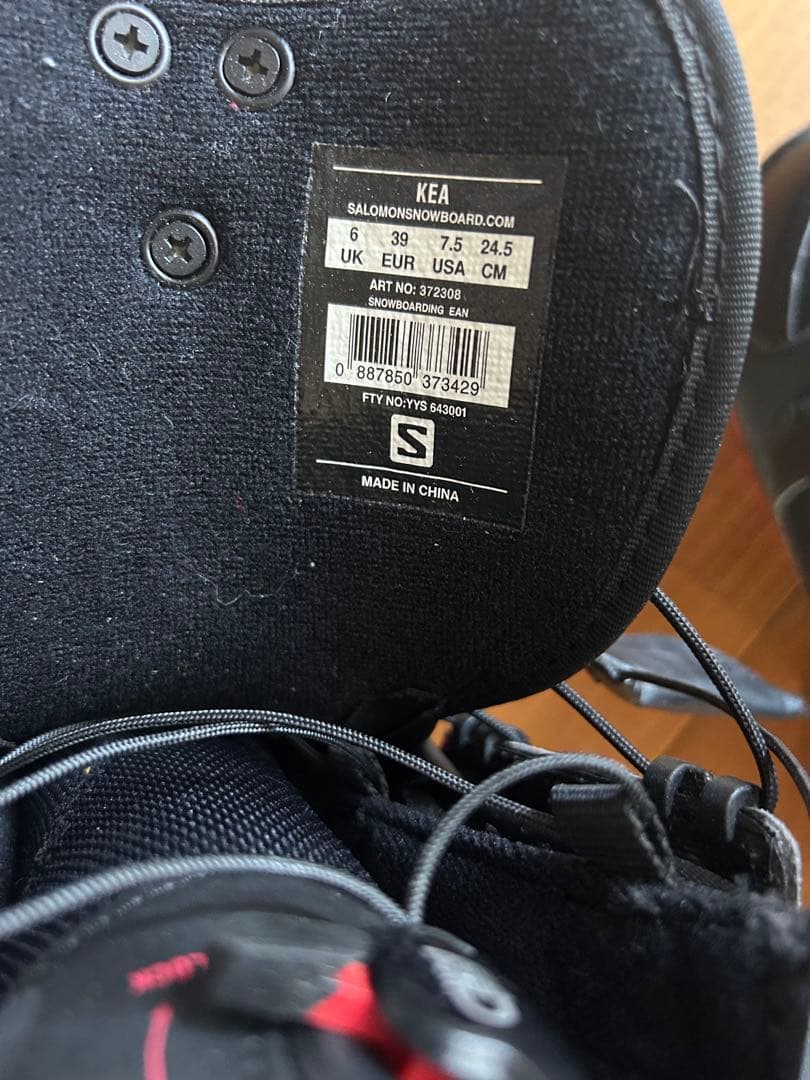 KEA
SALOMONSNOWBOARD.COM
6 39 7.5 24.5
UK EUR USA CM
ART NO: 372308
SNOWBOARDING EAN
0 887850 373429
FTY NO:YYS 643001
S
MADE IN CHINA
LOCK